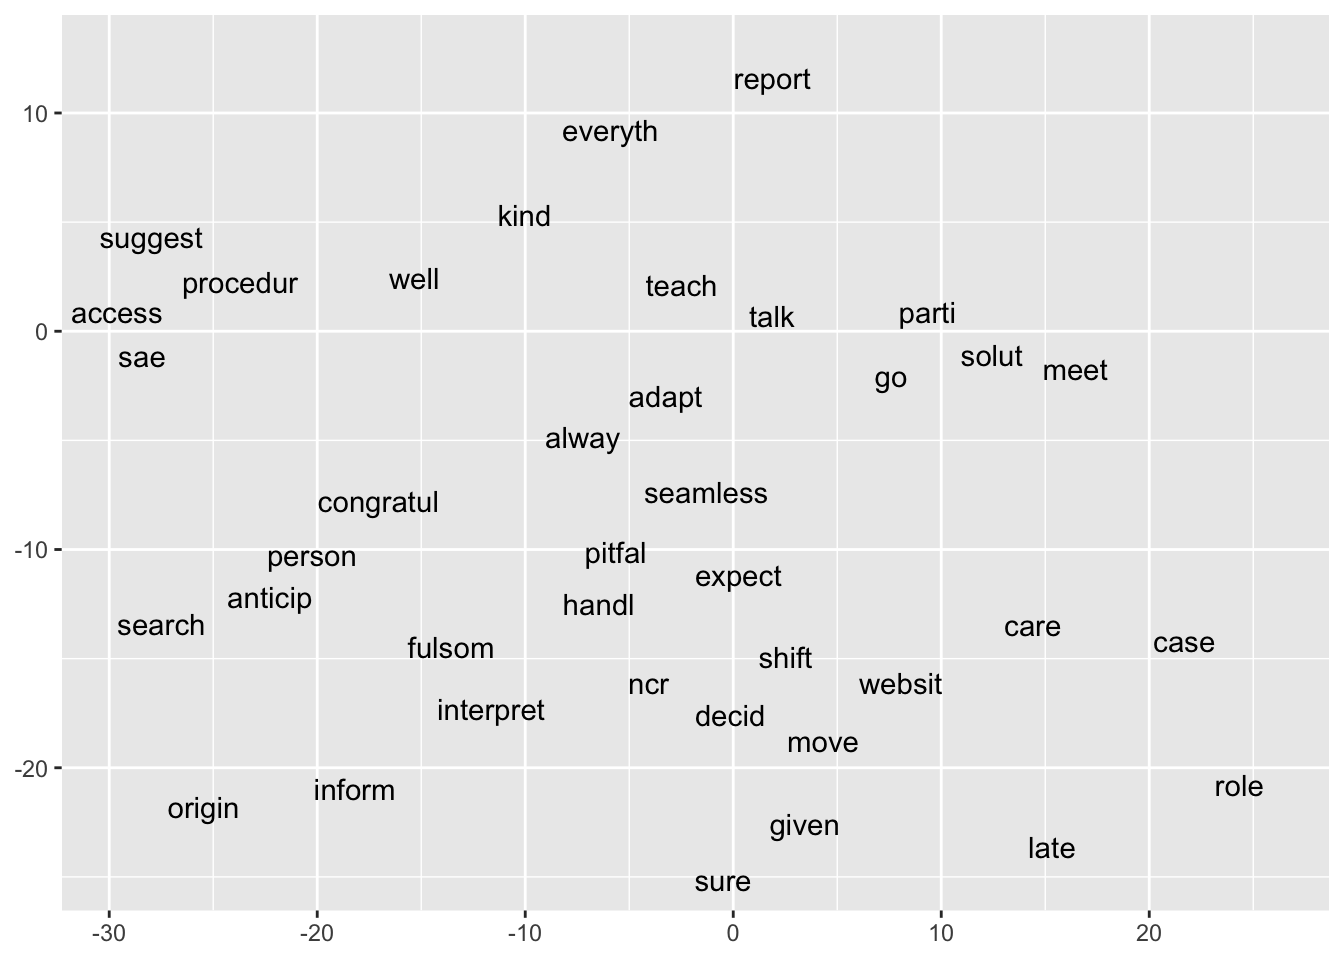 report
10
everyth
kind
suggest
well
procedur
teach
access
talk
parti
0
sae
solut
meet
go
adapt
alway
seamless
congratul
-10
person
pitfal
expect
anticip
handl
search
care
case
fulsom
shift
ncr
websit
interpret
decid
move
-20
inform
role
origin
given
late
sure
-30 -20 -10 0 10 20